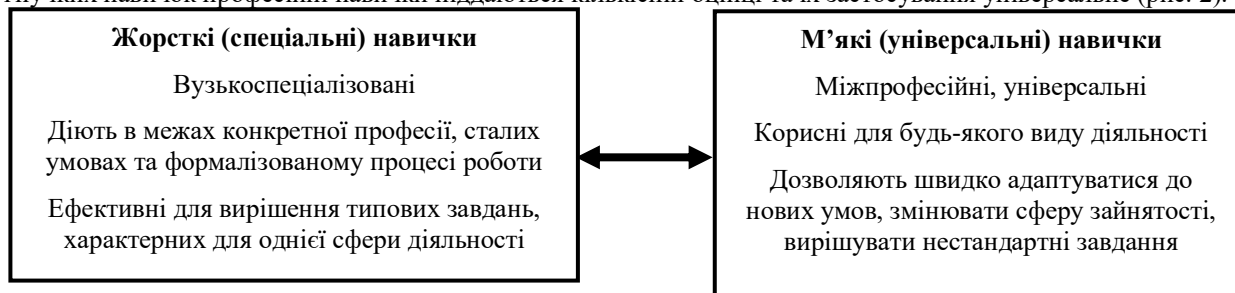 навички піддаються кількісній оцінці та їх застосування універсальне (рис. 2).
Жорсткі (спеціальні) навички
Вузькоспеціалізовані
Діють в межах конкретної професії, сталих
умовах та формалізованому процесі роботи
Ефективні для вирішення типових завдань,
характерних для однієї сфери діяльності
М’які (універсальні) навички
Міжпрофесійні, універсальні
Корисні для будь-якого виду діяльності
Дозволяють швидко адаптуватися до
нових умов, змінювати сферу зайнятості,
вирішувати нестандартні завдання